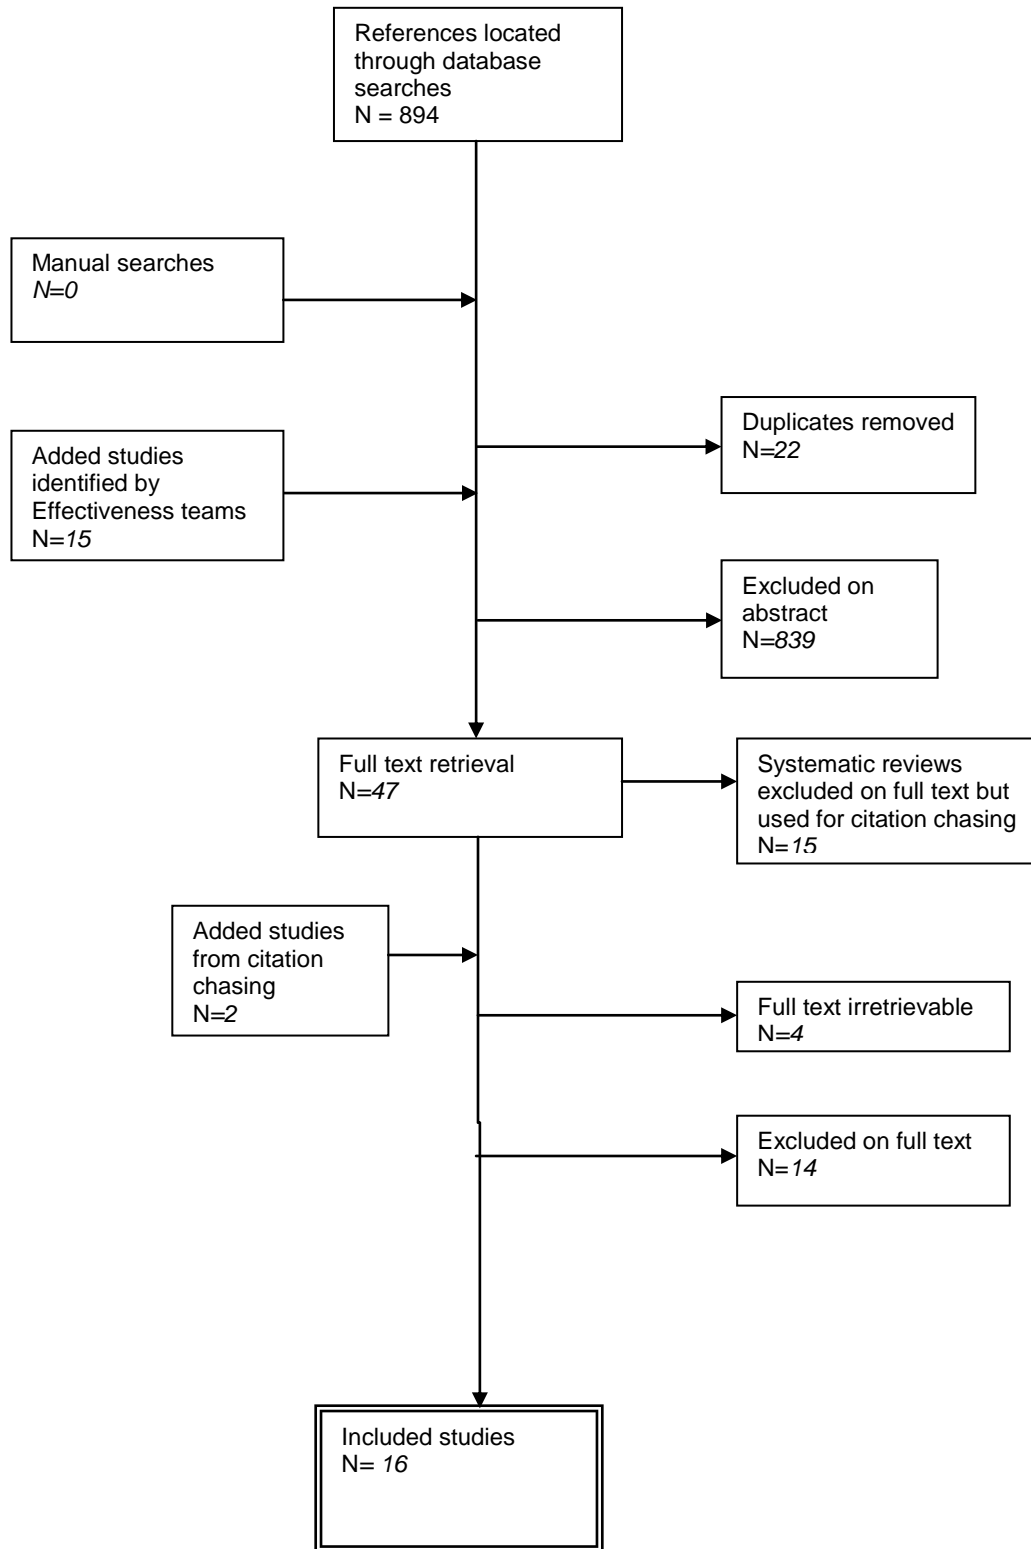 References located
through database
searches
N = 894
Manual searches
N=0
Duplicates removed
N=22
Added studies
identified by
Effectiveness teams
N=15
Excluded on
abstract
N=839
Full text retrieval
N=47
Systematic reviews
excluded on full text but
used for citation chasing
N=15
Added studies
from citation
chasing
N=2
Full text irretrievable
N=4
Excluded on full text
N=14
Included studies
N= 16